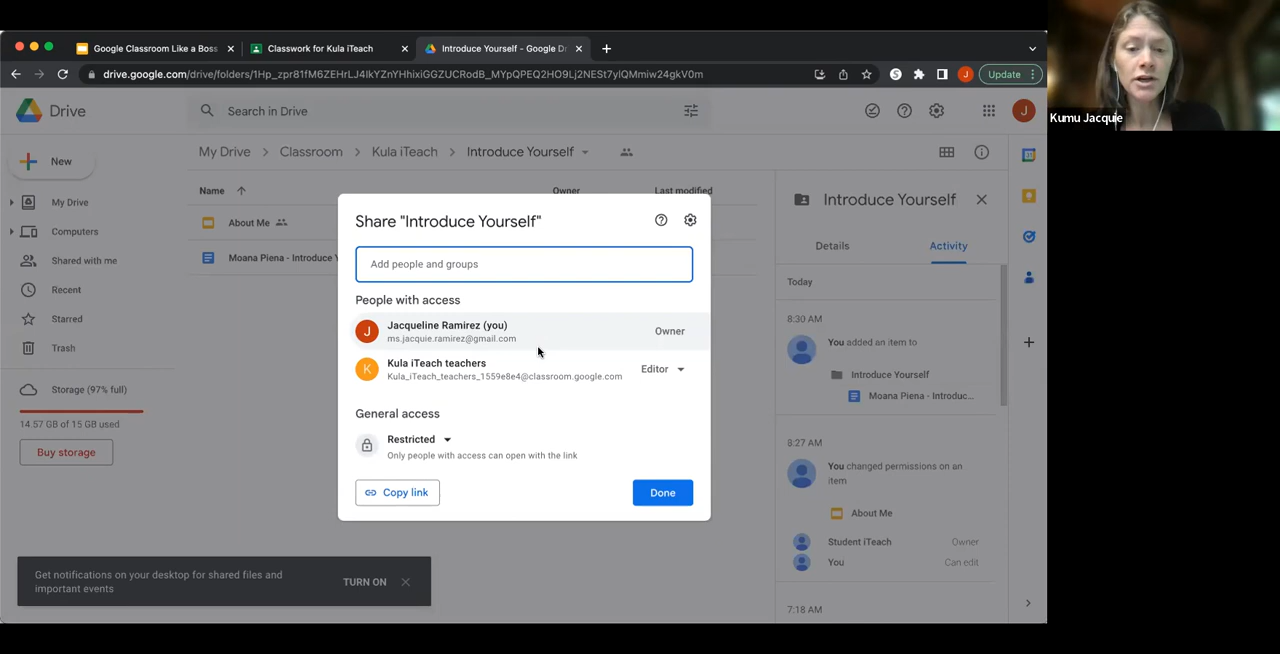 Google Classroom Like a Boss
Classwork for Kula iTeach
Introduce Yourself - Google Dr
drive.google.com/drive/folders/1Hp_zpr81fM6ZEHrLJ4IkYZnYHhixiGGZUCRodB_MYpQPEQ2HO9Lj2NESt7ylQMmiw24gkV0m
S
J
Update
Kumu Jacquie
Drive
Search in Drive
J
New
My Drive
Classroom
Kula iTeach
Introduce Yourself
Name
Owner
Last modified
My Drive
Computers
Shared with me
Recent
Starred
Trash
Storage (97% full)
14.57 GB of 15 GB used
Buy storage
About Me
Moana Piena - Introduce Y
Share "Introduce Yourself"
Add people and groups
People with access
J
Jacqueline Ramirez (you)
ms.jacquie.ramirez@gmail.com
Owner
K
Kula iTeach teachers
Kula_iTeach_teachers_1559e8e4@classroom.google.com
Editor
General access
Restricted
Only people with access can open with the link
Copy link
Done
Introduce Yourself
Details
Activity
Today
8:30 AM
You added an item to
Introduce Yourself
Moana Piena - Introduc...
8:27 AM
You changed permissions on an
item
About Me
Student iTeach
Owner
You
Can edit
7:18 AM
Get notifications on your desktop for shared files and
important events
TURN ON